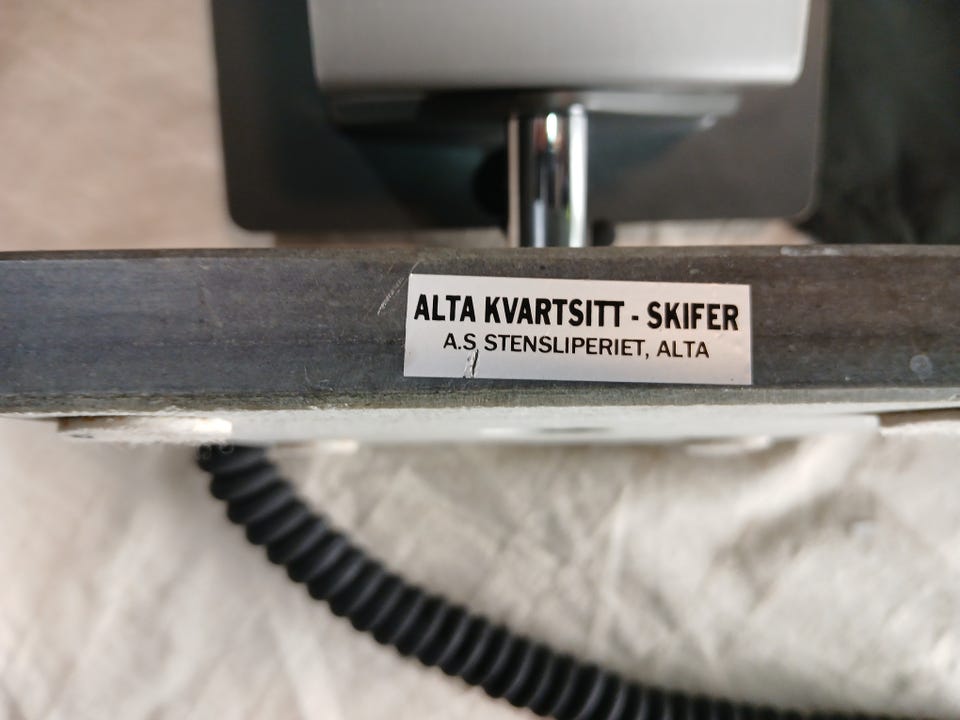 ALTA KVARTSITT - SKIFER
A.S STENSLIPERIET, ALTA